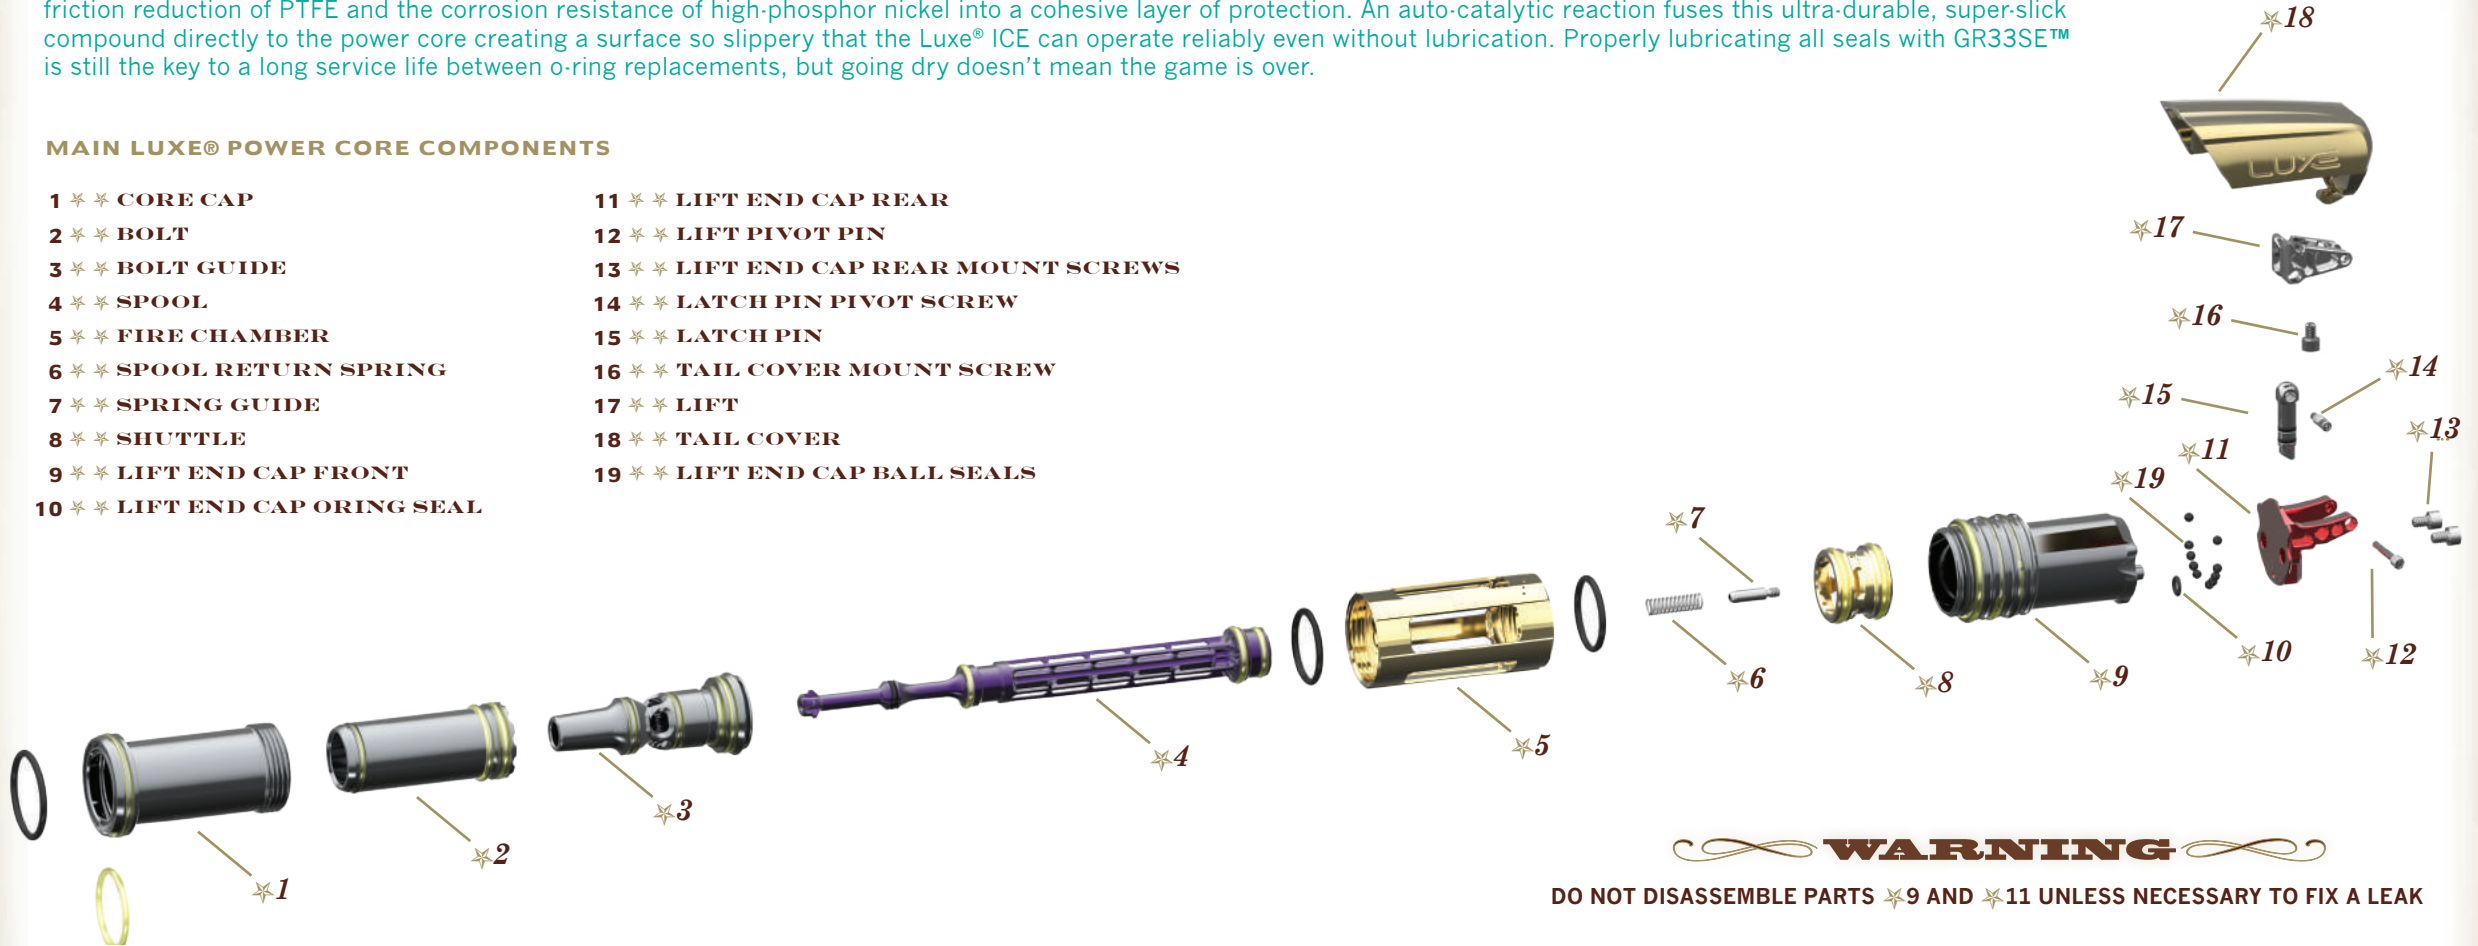 friction reduction of PTFE and the corrosion resistance of high-phosphor nickel into a cohesive layer of protection. An auto-catalytic reaction fuses this ultra-durable, super-slick
compound directly to the power core creating a surface so slippery that the Luxe® ICE can operate reliably even without lubrication. Properly lubricating all seals with GR33SE™
is still the key to a long service life between o-ring replacements, but going dry doesn't mean the game is over.
MAIN LUXE® POWER CORE COMPONENTS
1 CORE CAP
2 BOLT
3 BOLT GUIDE
4 SPOOL
5 FIRE CHAMBER
6 SPOOL RETURN SPRING
7 SPRING GUIDE
8 SHUTTLE
9 LIFT END CAP FRONT
10 LIFT END CAP ORING SEAL
11 LIFT END CAP REAR
12 LIFT PIVOT PIN
13 LIFT END CAP REAR MOUNT SCREWS
14 LATCH PIN PIVOT SCREW
15 LATCH PIN
16 TAIL COVER MOUNT SCREW
17 LIFT
18 TAIL COVER
19 LIFT END CAP BALL SEALS
18
LUXE
17
16
14
15
13
11
19
7
10
12
6
8
9
5
4
3
2
1
WARNING
DO NOT DISASSEMBLE PARTS 9 AND 11 UNLESS NECESSARY TO FIX A LEAK